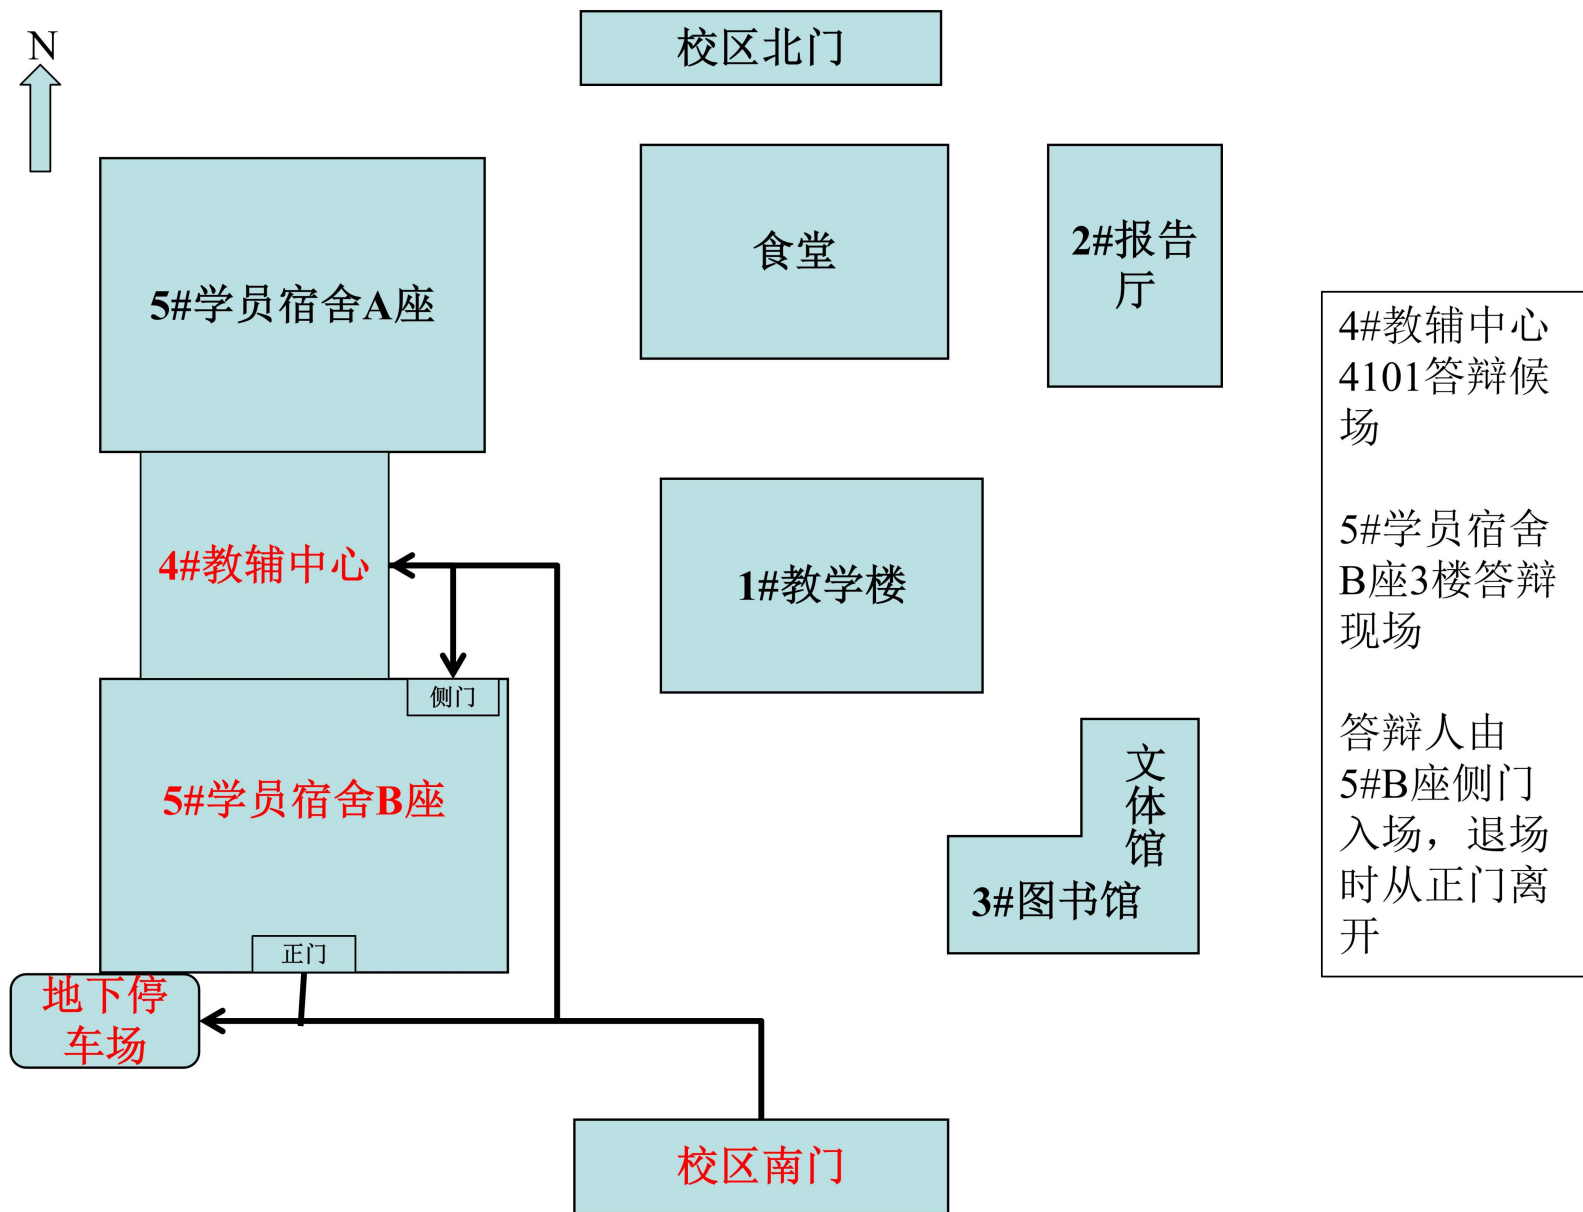 N
校区北门
食堂
2#报告
厅
5#学员宿舍A座
4#教辅中心
1#教学楼
侧门
5#学员宿舍B座
文体馆
3#图书馆
正门
地下停
车场
校区南门
4#教辅中心
4101答辩候
场
5#学员宿舍
B座3楼答辩
现场
答辩人由
5#B座侧门
入场，退场
时从正门离
开